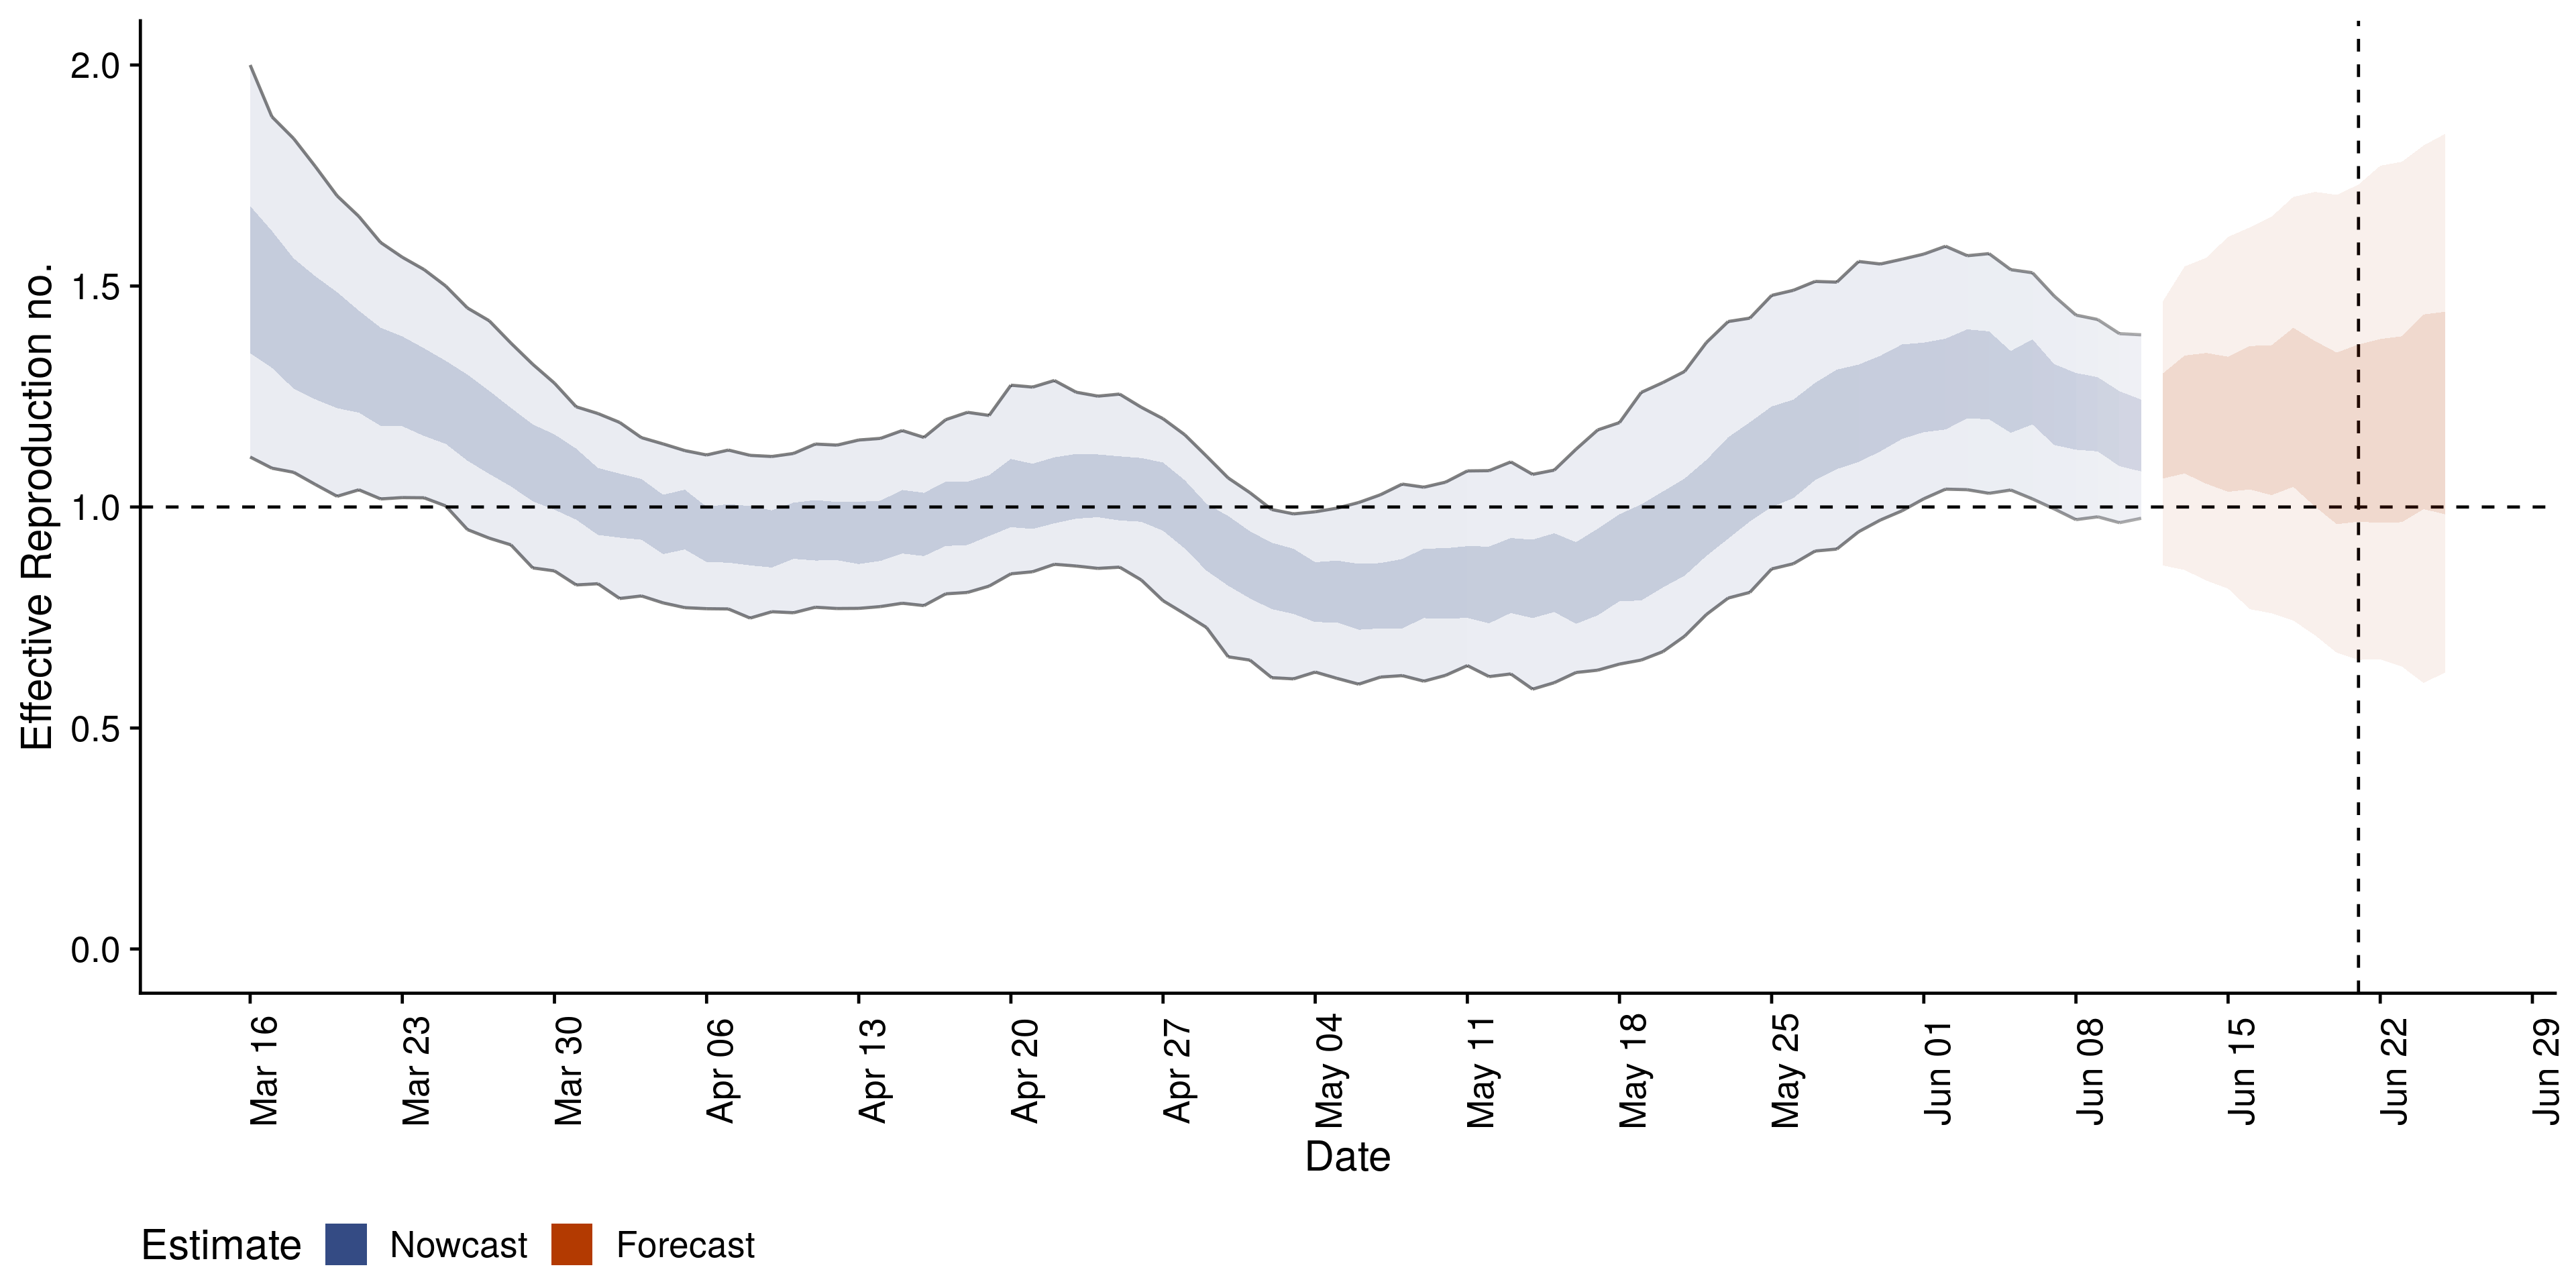 Effective Reproduction no.
2.0
1.5
1.0
0.5
0.0
Mar 16
Mar 23
Mar 30
Apr 06
Apr 13
Apr 20
Apr 27
May 04
May 11
May 18
May 25
Jun 01
Jun 08
Jun 15
Jun 22
Jun 29
Date
Estimate Nowcast Forecast